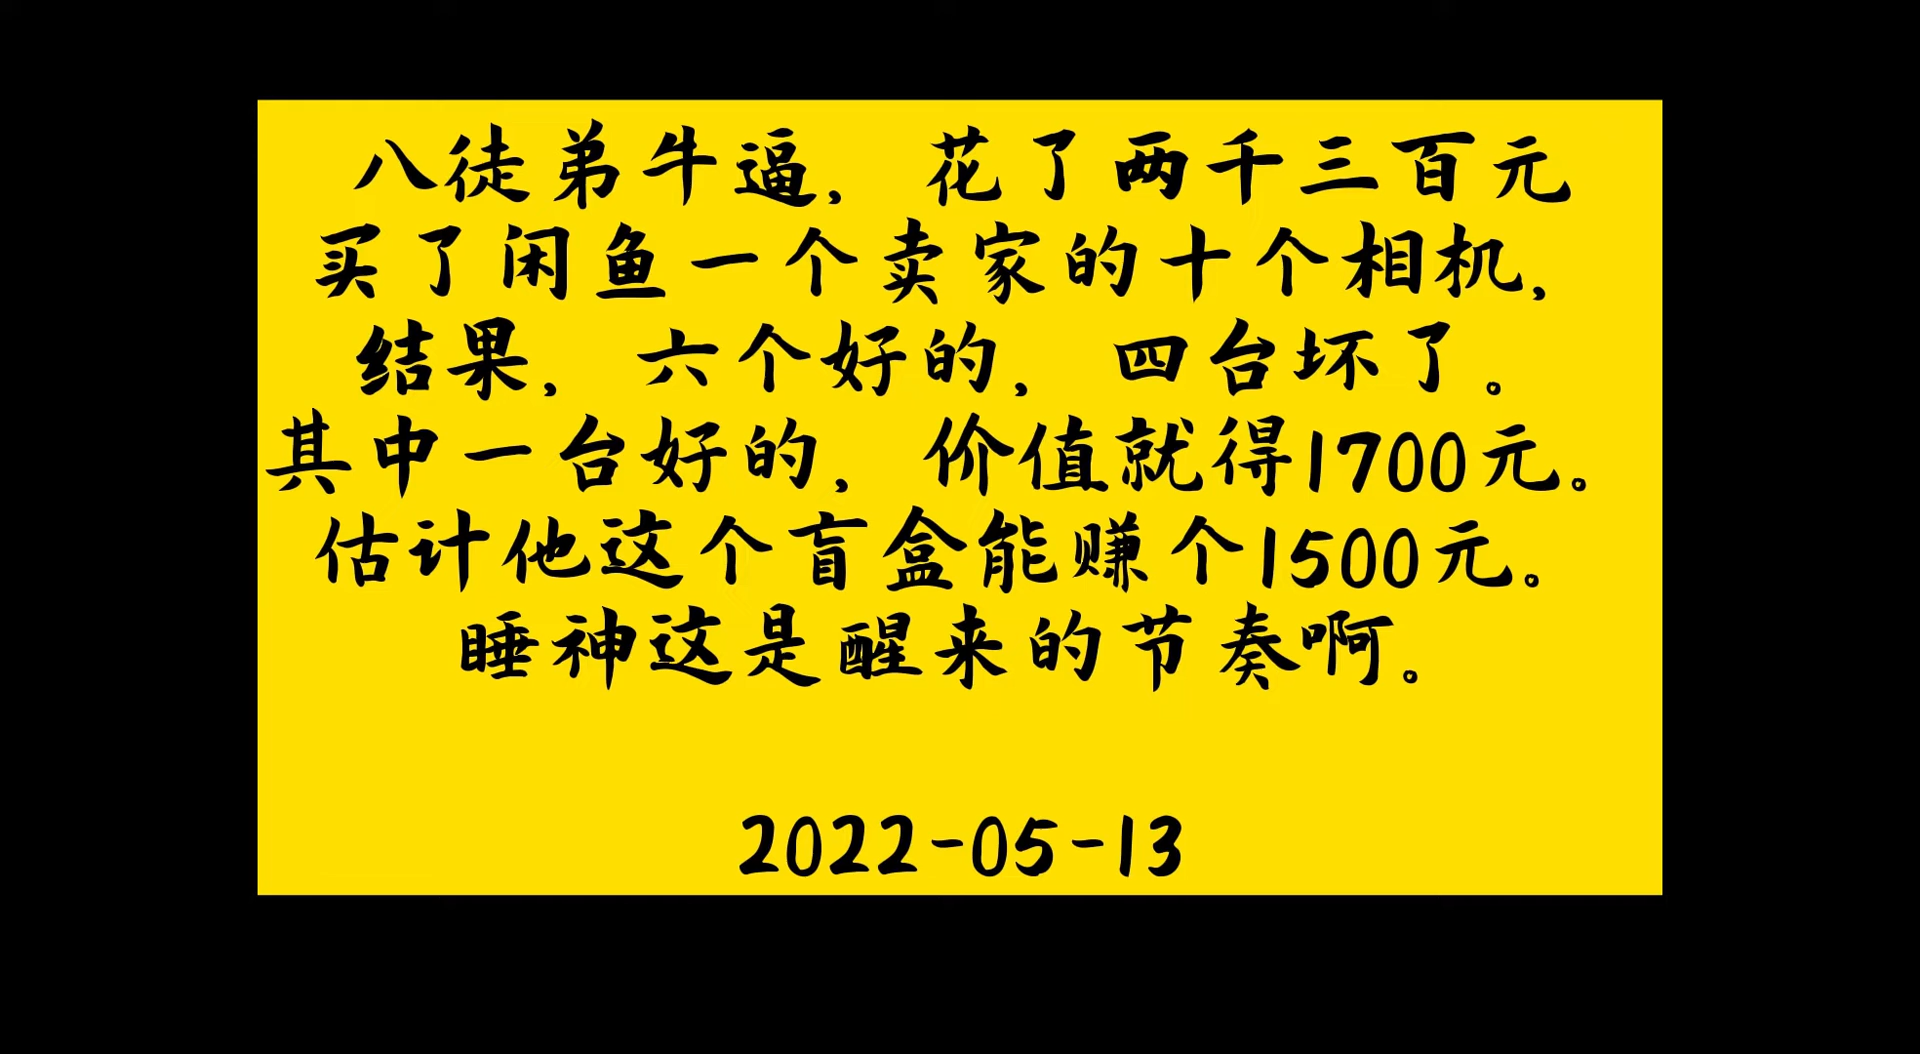 八徒弟牛逼，花了两千三百元
买了闲鱼一个卖家的十个相机，
结果，六个好的，四台坏了。
其中一台好的，价值就得1700元。
估计他这个盲盒能赚个1500元。
睡神这是醒来的节奏啊。
2022-05-13